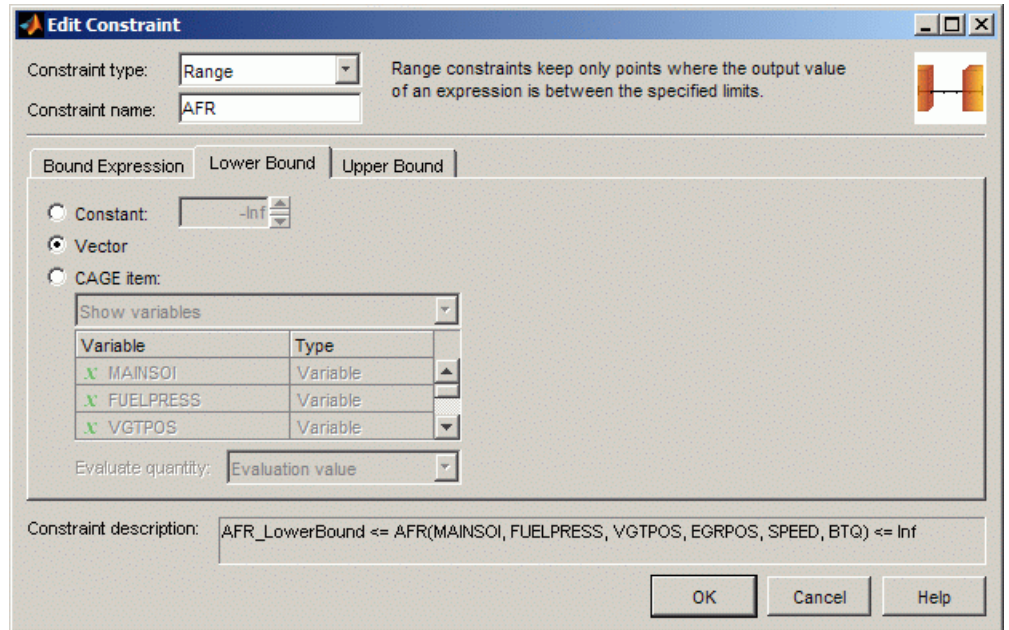 Edit Constraint
Constraint type: Range
Range constraints keep only points where the output value
of an expression is between the specified limits.
Constraint name: AFR
Bound Expression Lower Bound Upper Bound
Constant: -Inf
Vector
CAGE item:
Show variables
Variable Type
x MAINSOI Variable
x FUELPRESS Variable
x VGTPOS Variable
Evaluate quantity: Evaluation value
Constraint description: AFR_LowerBound <= AFR(MAINSOI, FUELPRESS, VGTPOS, EGRPOS, SPEED, BTQ) <= Inf
OK Cancel Help